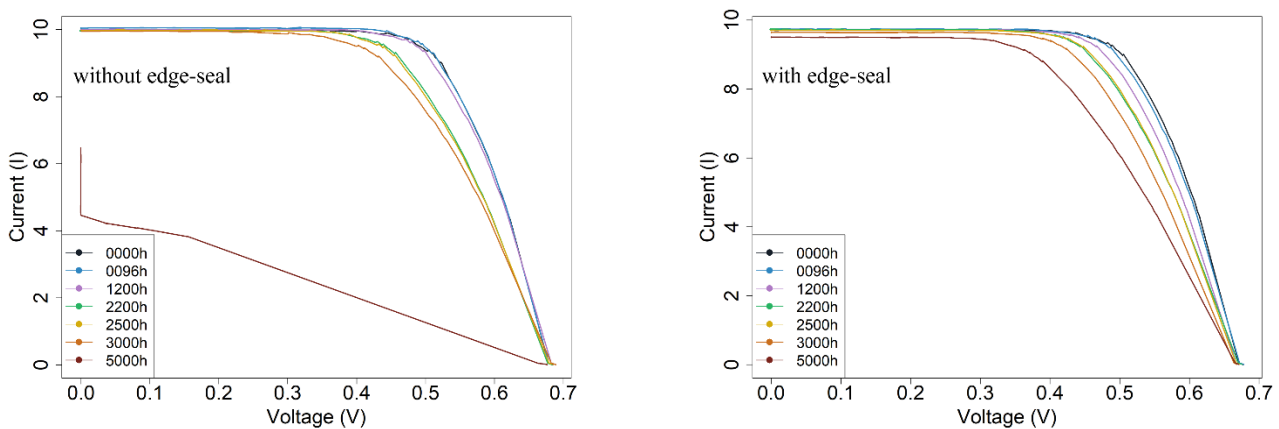 without edge-seal
Current (I)
10
8
6
4
2
0
0000h
0096h
1200h
2200h
2500h
3000h
5000h
0.0 0.1 0.2 0.3 0.4 0.5 0.6 0.7
Voltage (V)
with edge-seal
Current (I)
10
8
6
4
2
0
0000h
0096h
1200h
2200h
2500h
3000h
5000h
0.0 0.1 0.2 0.3 0.4 0.5 0.6 0.7
Voltage (V)